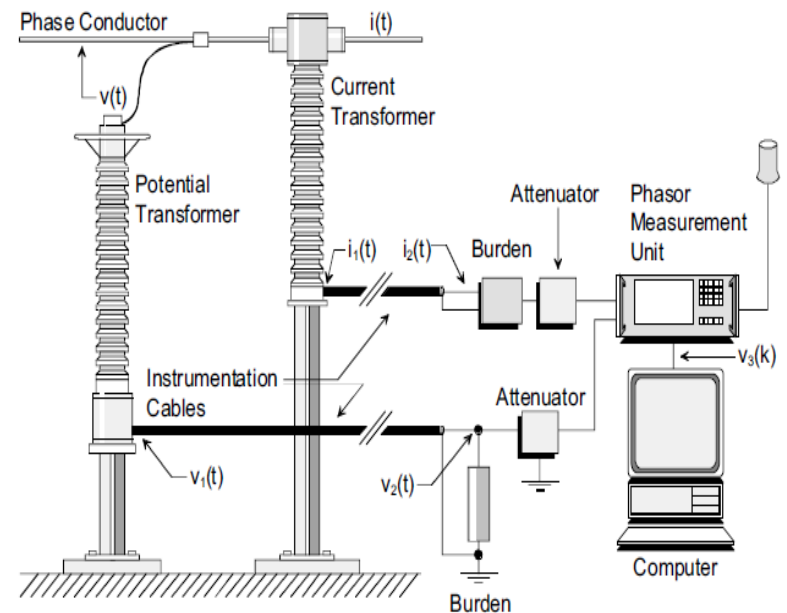 Phase Conductor
i(t)
v(t)
Current
Transformer
Potential
Transformer
Attenuator
Phasor
Measurement
Unit
i₁(t)
i₂(t)
Burden
v₃(k)
Instrumentation
Cables
Attenuator
v₁(t)
v₂(t)
Computer
Burden